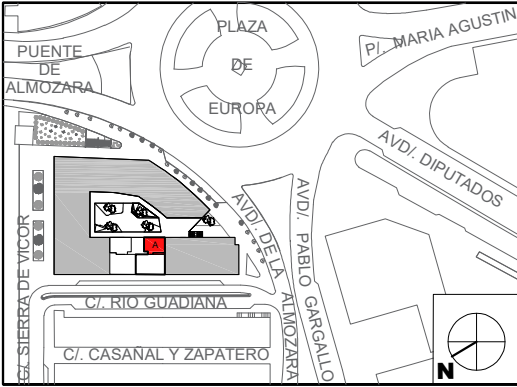 PUENTE
DE
ALMOZARA
PLAZA
DE
EUROPA
P/. MARIA AGUSTIN
AVD/. DIPUTADOS
AVD/. DE LA ALMOZARA
AVD/. PABLO GARGALLO
C/. SIERRA DE VICOR
A
C/. RIO GUADIANA
C/. CASAÑAL Y ZAPATERO
N